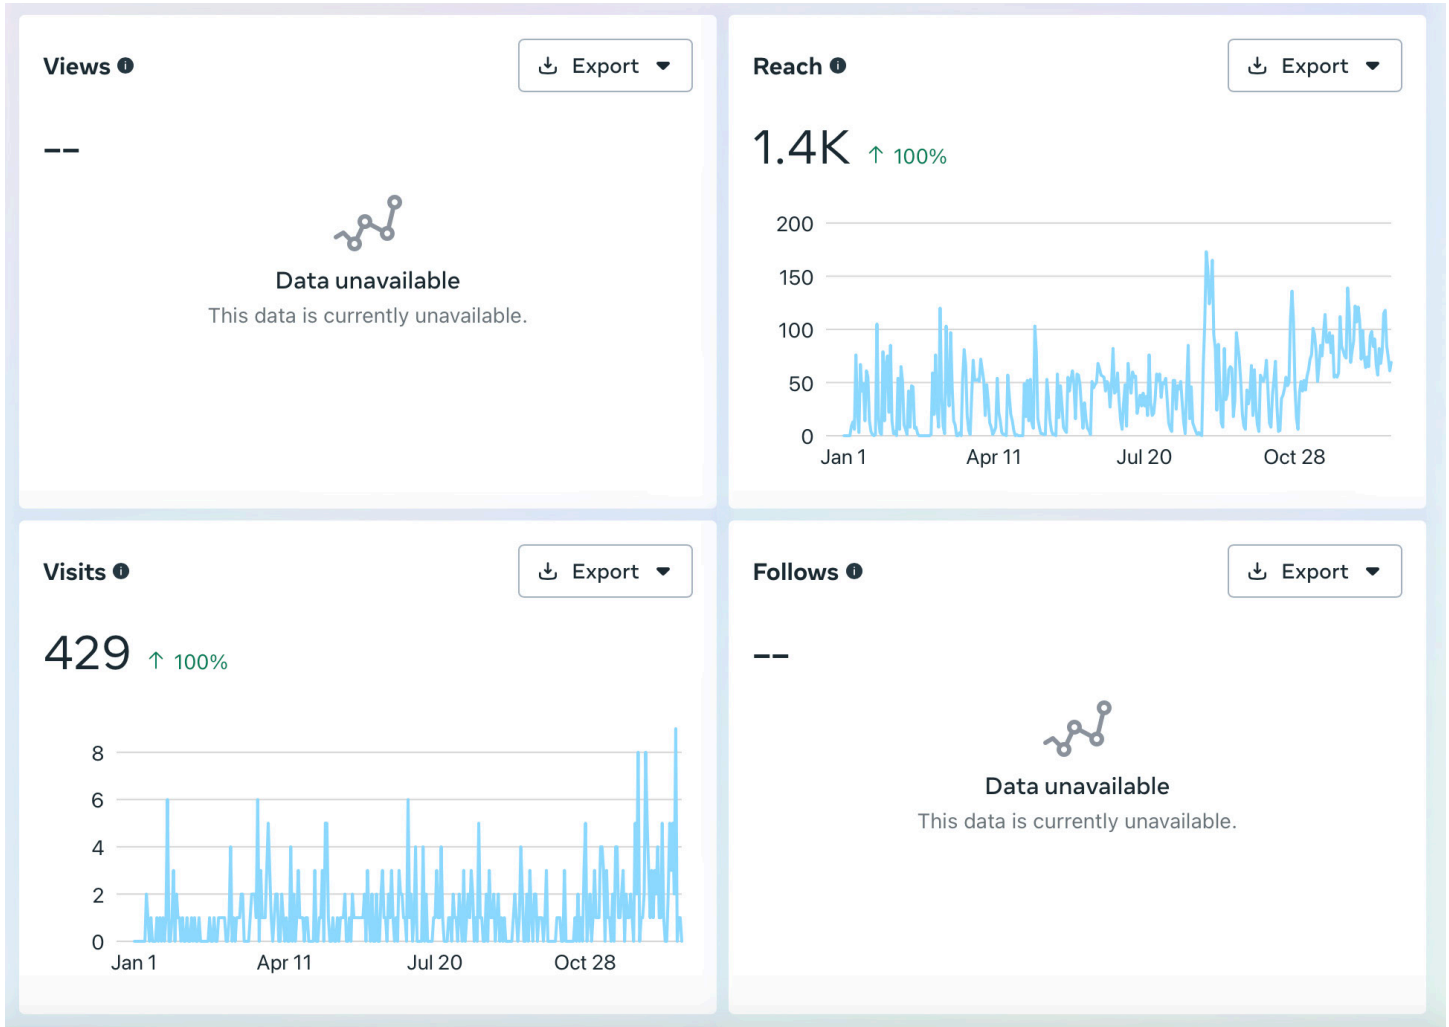 Views
Export
--
Data unavailable
This data is currently unavailable.
Reach
Export
1.4K ↑ 100%
200
150
100
50
0
Jan 1 Apr 11 Jul 20 Oct 28
Visits
Export
429 ↑ 100%
8
6
4
2
0
Jan 1 Apr 11 Jul 20 Oct 28
Follows
Export
--
Data unavailable
This data is currently unavailable.